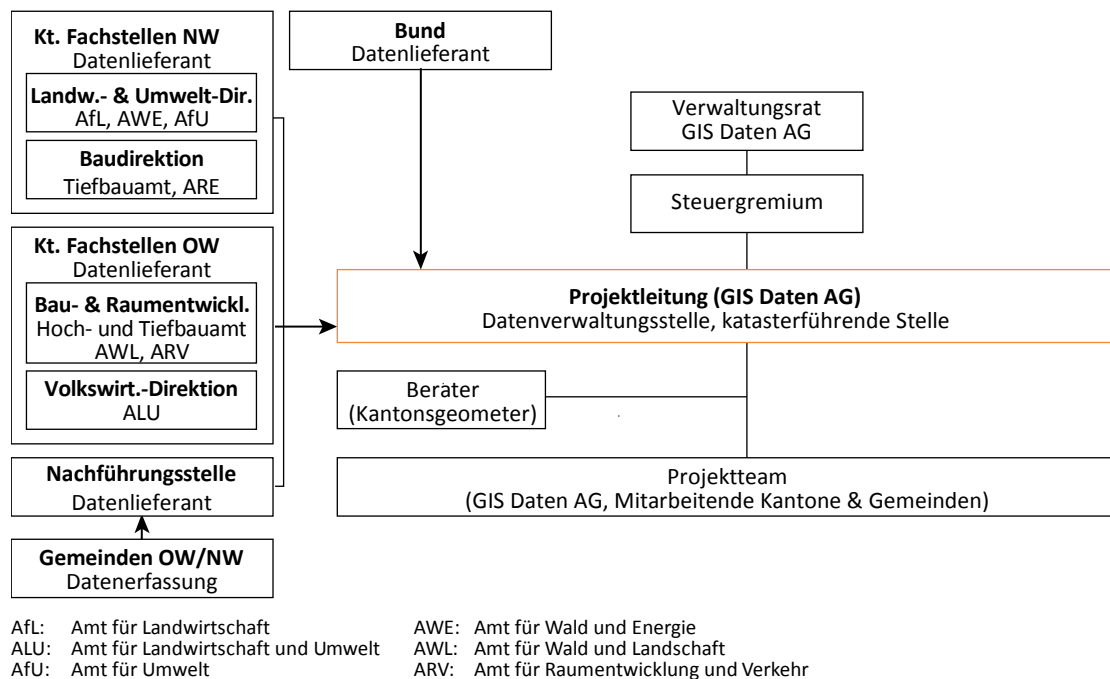 Kt. Fachstellen NW
Datenlieferant
Landw.- & Umwelt-Dir.
AfL, AWE, AfU
Baudirektion
Tiefbauamt, ARE
Kt. Fachstellen OW
Datenlieferant
Bau- & Raumentwickl.
Hoch- und Tiefbauamt
AWL, ARV
Volkswirt.-Direktion
ALU
Nachführungsstelle
Datenlieferant
Gemeinden OW/NW
Datenerfassung
Bund
Datenlieferant
Verwaltungsrat
GIS Daten AG
Steuergremium
Projektleitung (GIS Daten AG)
Datenverwaltungsstelle, katasterführende Stelle
Berater
(Kantonsgeometer)
Projektteam
(GIS Daten AG, Mitarbeitende Kantone & Gemeinden)
AfL: Amt für Landwirtschaft
ALU: Amt für Landwirtschaft und Umwelt
AfU: Amt für Umwelt
AWE: Amt für Wald und Energie
AWL: Amt für Wald und Landschaft
ARV: Amt für Raumentwicklung und Verkehr